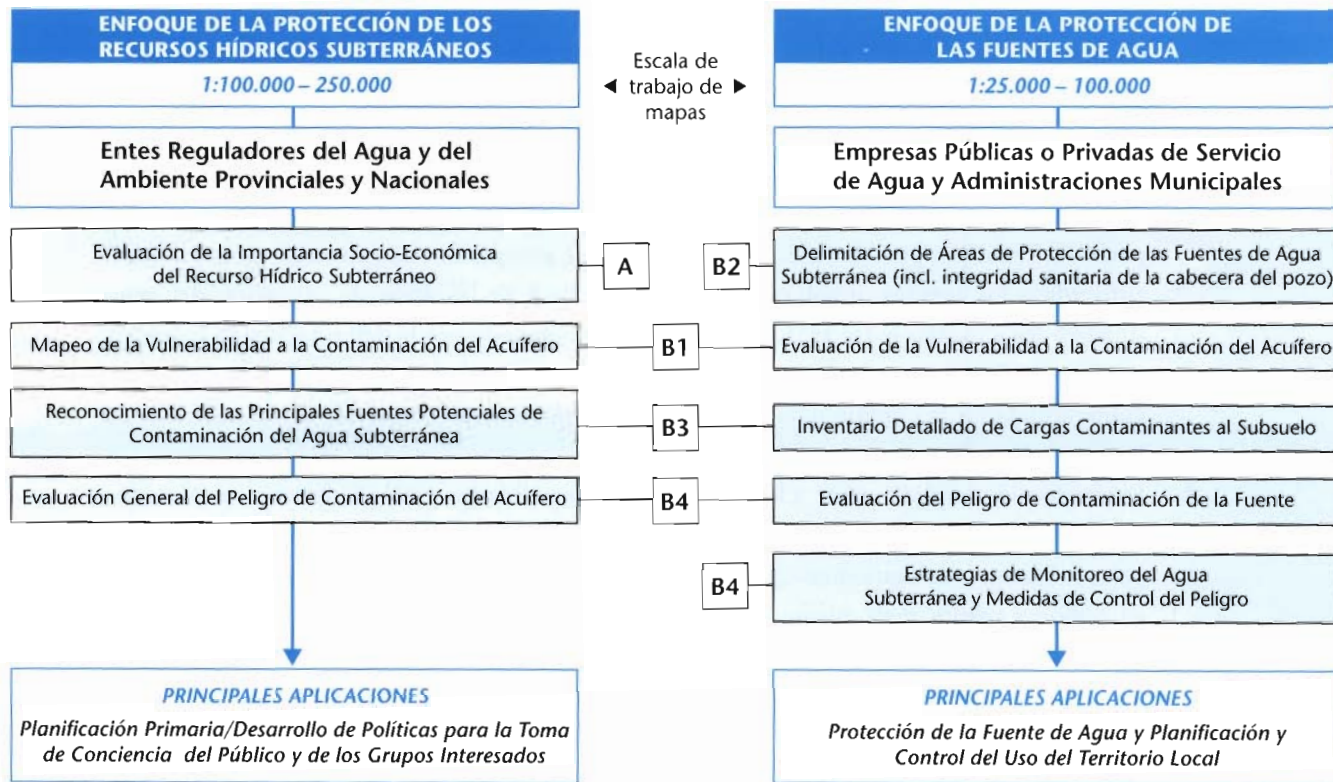 ENFOQUE DE LA PROTECCIÓN DE LOS
RECURSOS HÍDRICOS SUBTERRÁNEOS
1:100.000 – 250.000
Entes Reguladores del Agua y del
Ambiente Provinciales y Nacionales
Evaluación de la Importancia Socio-Económica
del Recurso Hídrico Subterráneo
A
Mapeo de la Vulnerabilidad a la Contaminación del Acuífero
B1
Reconocimiento de las Principales Fuentes Potenciales de
Contaminación del Agua Subterránea
B3
Evaluación General del Peligro de Contaminación del Acuífero
B4
PRINCIPALES APLICACIONES
Planificación Primaria/Desarrollo de Políticas para la Toma
de Conciencia del Público y de los Grupos Interesados
Escala de
◄ trabajo de ►
mapas
ENFOQUE DE LA PROTECCIÓN DE
LAS FUENTES DE AGUA
1:25.000 – 100.000
Empresas Públicas o Privadas de Servicio
de Agua y Administraciones Municipales
B2
Delimitación de Áreas de Protección de las Fuentes de Agua
Subterránea (incl. integridad sanitaria de la cabecera del pozo)
Evaluación de la Vulnerabilidad a la Contaminación del Acuífero
Inventario Detallado de Cargas Contaminantes al Subsuelo
Evaluación del Peligro de Contaminación de la Fuente
B4
Estrategias de Monitoreo del Agua
Subterránea y Medidas de Control del Peligro
PRINCIPALES APLICACIONES
Protección de la Fuente de Agua y Planificación y
Control del Uso del Territorio Local